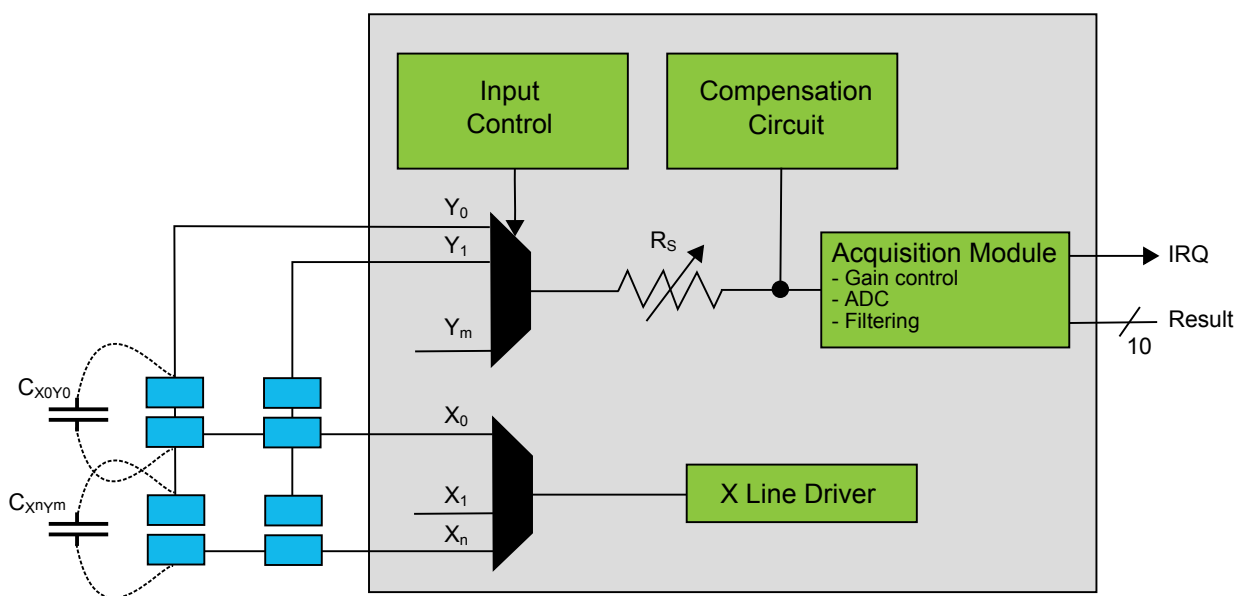 Input
Control
Compensation
Circuit
Y0
Y1
RS
Acquisition Module
- Gain control
- ADC
- Filtering
IRQ
Ym
Result
10
CX0Y0
X0
CXnYm
X1
X Line Driver
Xn